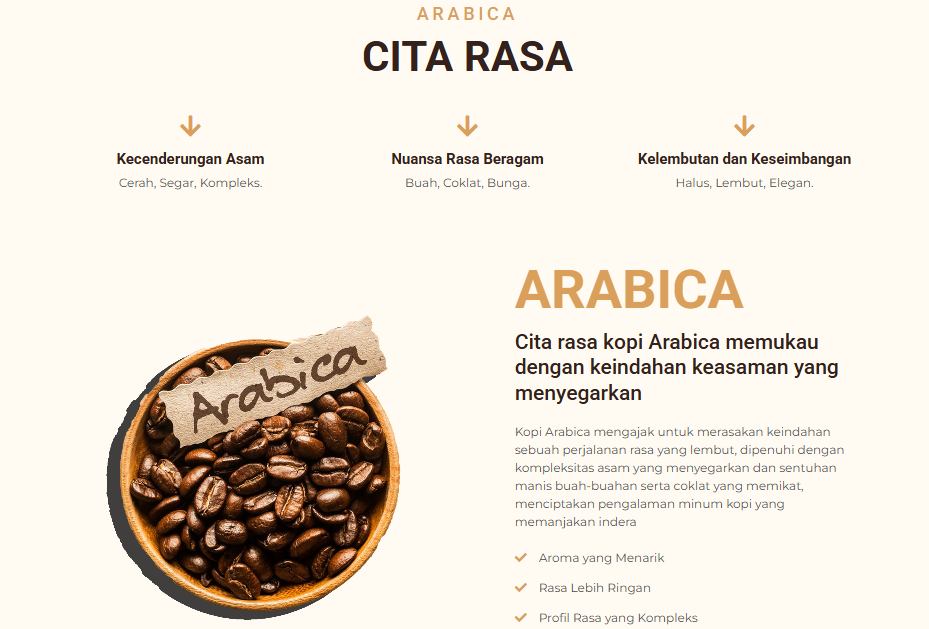 ARABICA
CITA RASA
Kecenderungan Asam
Cerah, Segar, Kompleks.
Nuansa Rasa Beragam
Buah, Coklat, Bunga.
Kelembutan dan Keseimbangan
Halus, Lembut, Elegan.
Arabica
ARABICA
Cita rasa kopi Arabica memukau
dengan keindahan keasaman yang
menyegarkan
Kopi Arabica mengajak untuk merasakan keindahan
sebuah perjalanan rasa yang lembut, dipenuhi dengan
kompleksitas asam yang menyegarkan dan sentuhan
manis buah-buahan serta coklat yang memikat,
menciptakan pengalaman minum kopi yang
memanjakan indera
Aroma yang Menarik
Rasa Lebih Ringan
Profil Rasa yang Kompleks